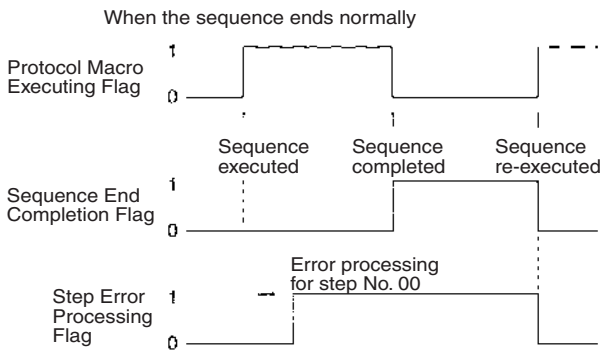 When the sequence ends normally
Protocol Macro
Executing Flag
1
0
Sequence
executed
Sequence
completed
Sequence
re-executed
Sequence End
Completion Flag
1
0
Error processing
for step No. 00
Step Error
Processing
Flag
1
0